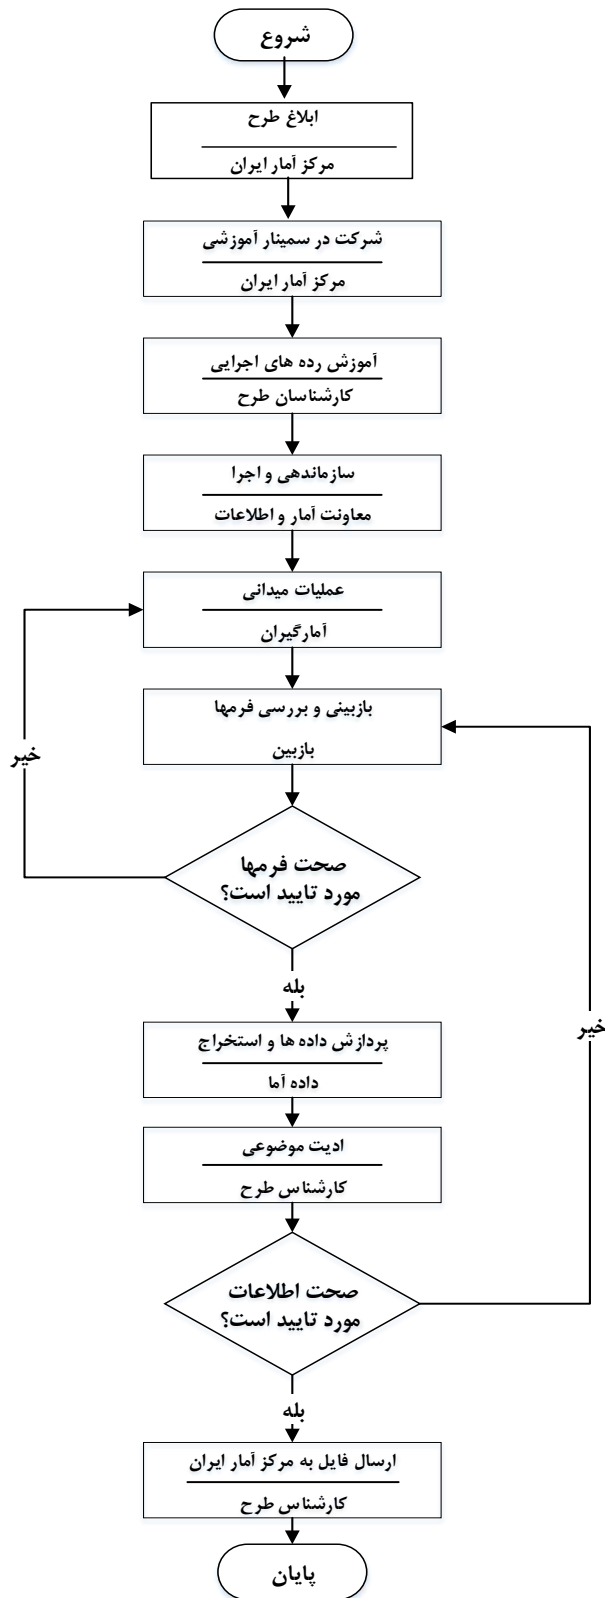 شروع
ابلاغ طرح
مرکز آمار ایران
شرکت در سمینار آموزشی
مرکز آمار ایران
آموزش رده های اجرایی
کارشناسان طرح
سازماندهی و اجرا
معاونت آمار و اطلاعات
عملیات میدانی
آمارگیران
بازبینی و بررسی فرمها
بازبین
خیر
صحت فرمها
مورد تایید است؟
بله
خیر
پردازش داده ها و استخراج
داده آما
ادیت موضوعی
کارشناس طرح
صحت اطلاعات
مورد تایید است؟
بله
ارسال فایل به مرکز آمار ایران
کارشناس طرح
پایان